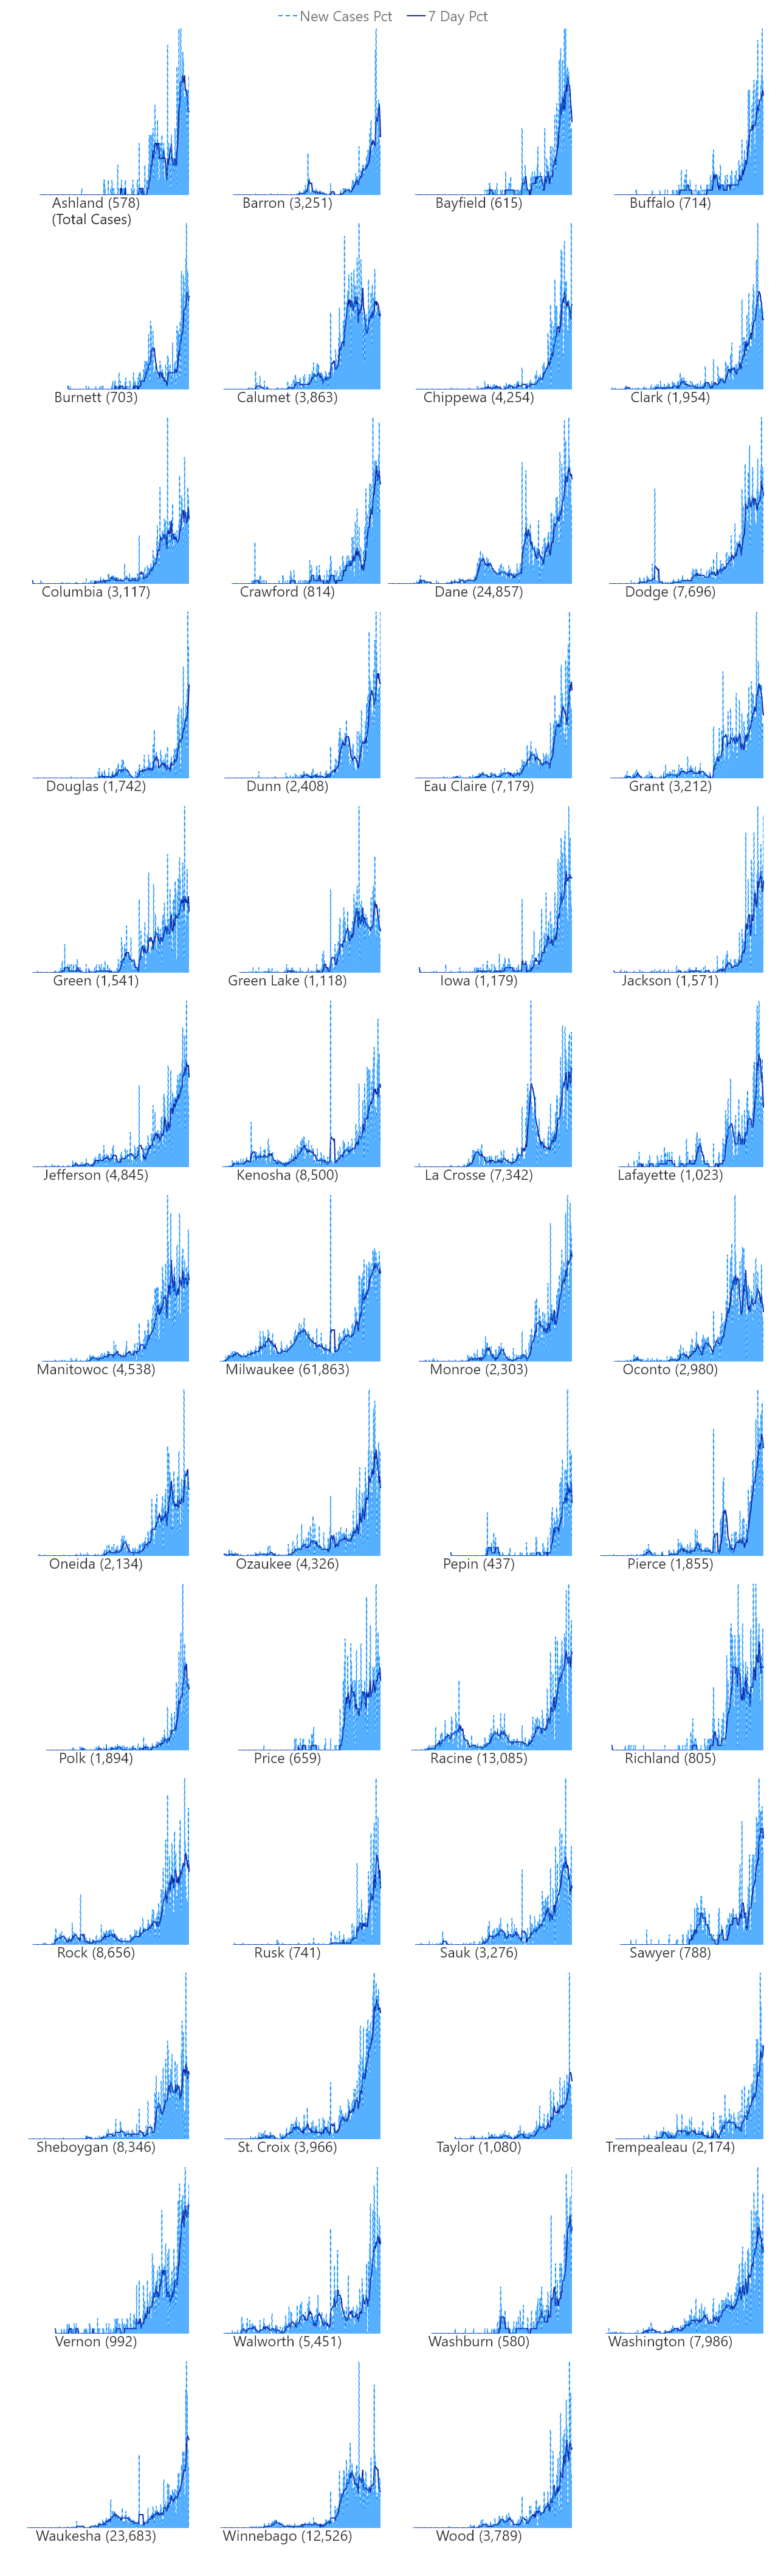 New Cases Pct 7 Day Pct
Ashland (578) Barron (3,251) Bayfield (615) Buffalo (714)
(Total Cases)
Burnett (703) Calumet (3,863) Chippewa (4,254) Clark (1,954)
Columbia (3,117) Crawford (814) Dane (24,857) Dodge (7,696)
Douglas (1,742) Dunn (2,408) Eau Claire (7,179) Grant (3,212)
Green (1,541) Green Lake (1,118) Iowa (1,179) Jackson (1,571)
Jefferson (4,845) Kenosha (8,500) La Crosse (7,342) Lafayette (1,023)
Manitowoc (4,538) Milwaukee (61,863) Monroe (2,303) Oconto (2,980)
Oneida (2,134) Ozaukee (4,326) Pepin (437) Pierce (1,855)
Polk (1,894) Price (659) Racine (13,085) Richland (805)
Rock (8,656) Rusk (741) Sauk (3,276) Sawyer (788)
Sheboygan (8,346) St. Croix (3,966) Taylor (1,080) Trempealeau (2,174)
Vernon (992) Walworth (5,451) Washburn (580) Washington (7,986)
Waukesha (23,683) Winnebago (12,526) Wood (3,789)